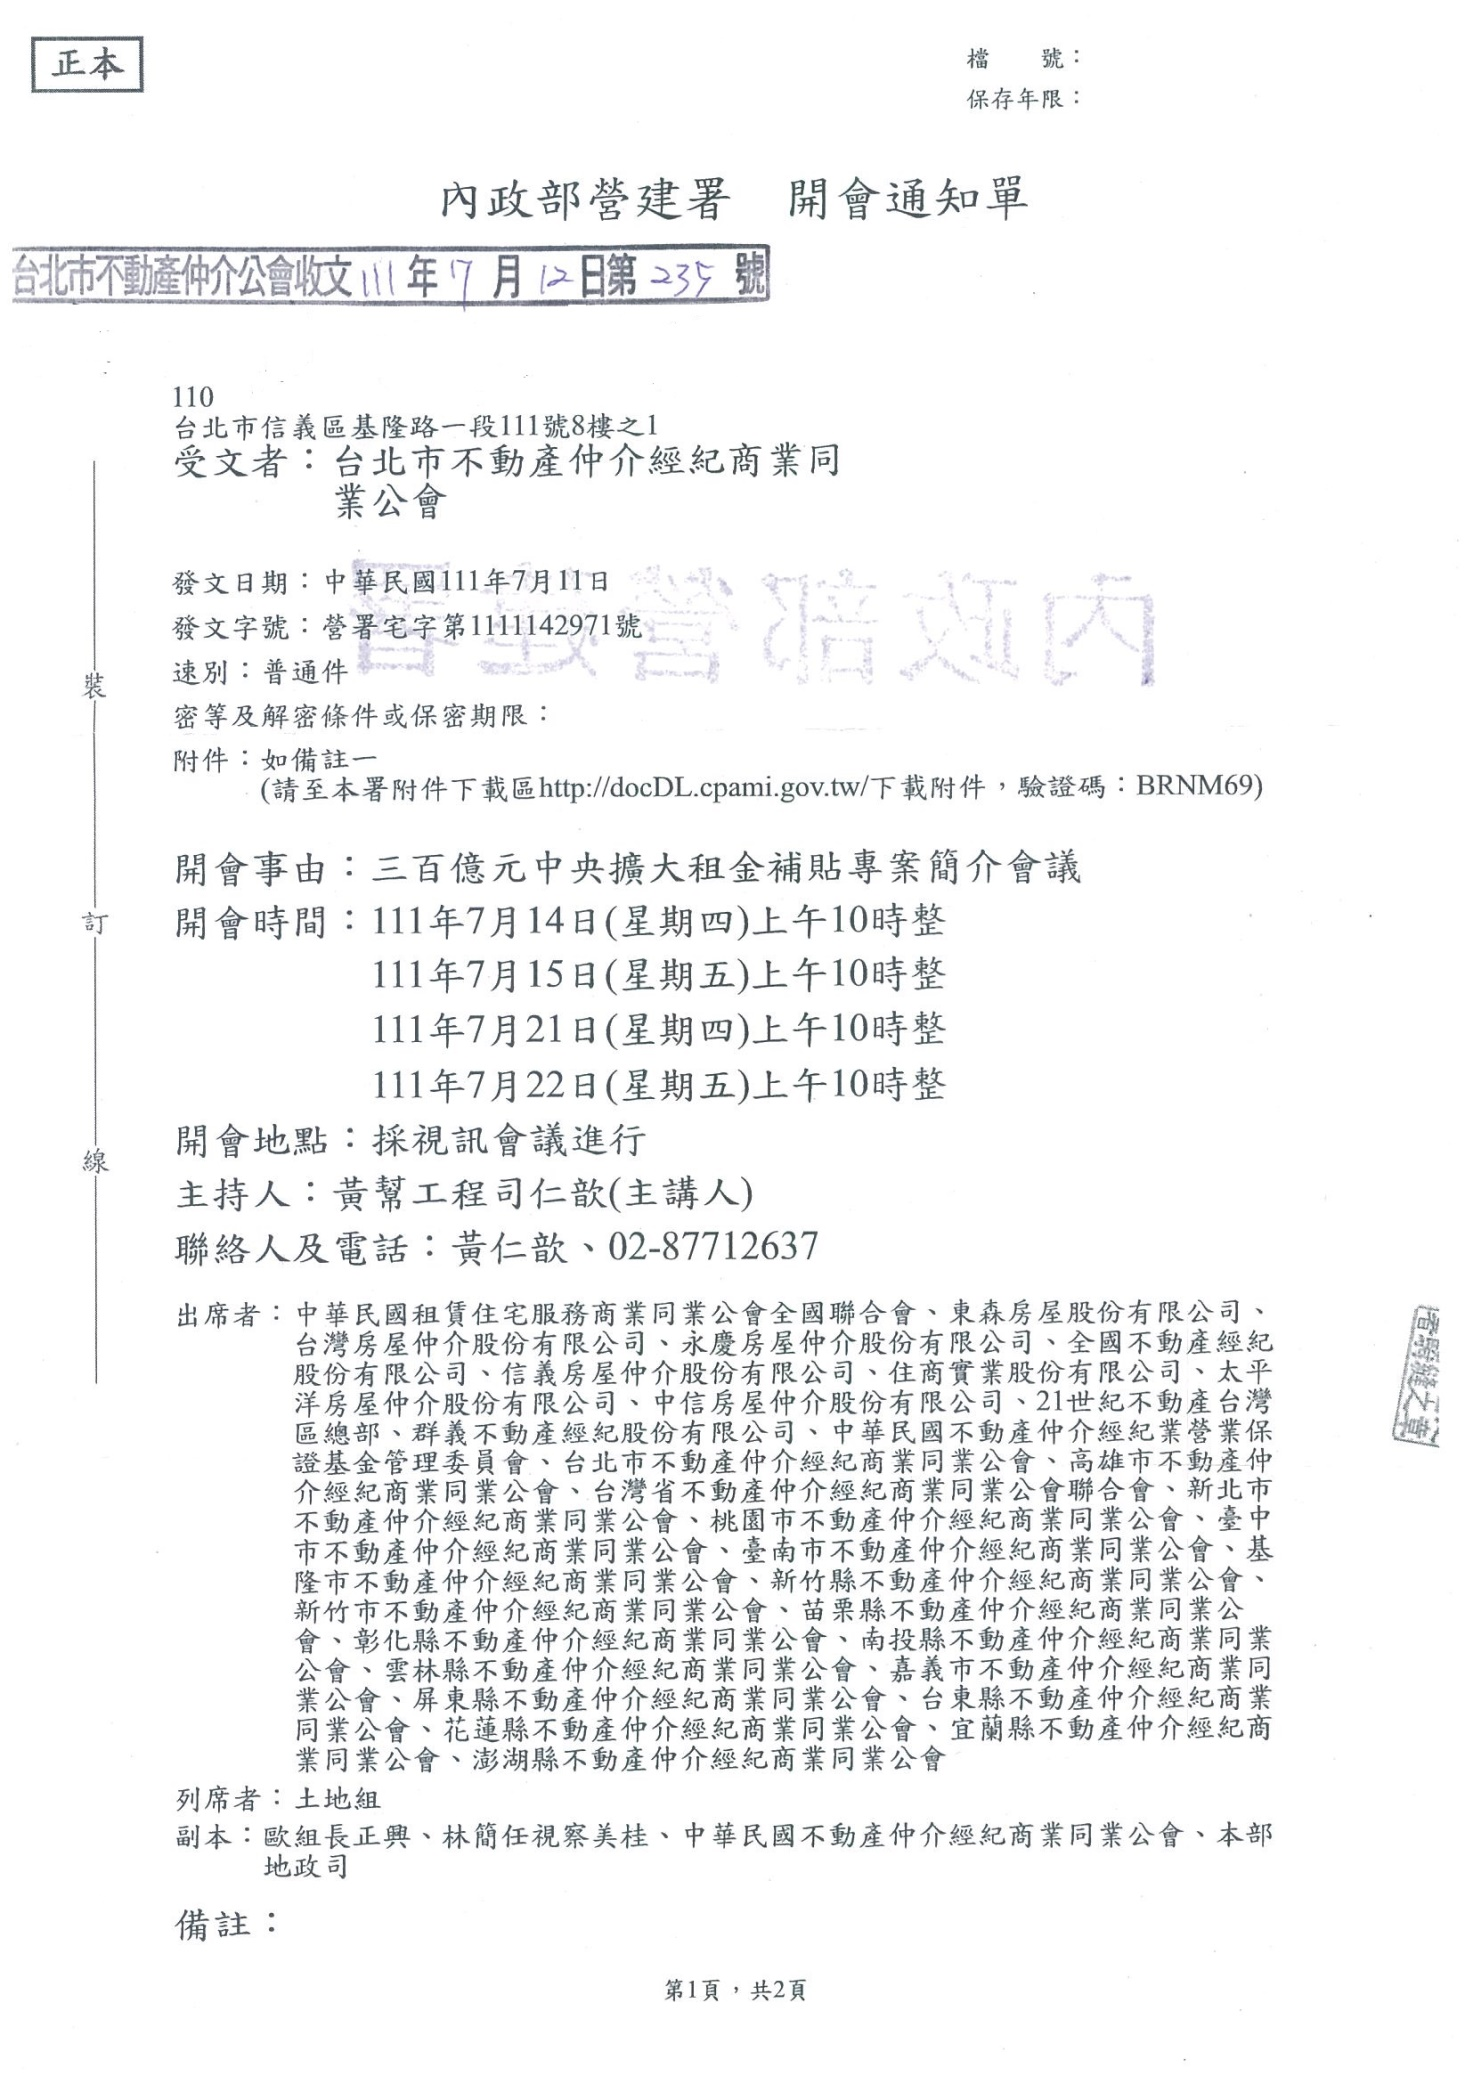 正本
檔　　號：
保存年限：
內政部營建署　開會通知單
台北市不動產仲介公會收文111年7月12日第235號
110
台北市信義區基隆路一段111號8樓之1
受文者：台北市不動產仲介經紀商業同
業公會
內政部營建署
發文日期：中華民國111年7月11日
發文字號：營署宅字第1111142971號
速別：普通件
密等及解密條件或保密期限：
附件：如備註一
(請至本署附件下載區http://docDL.cpami.gov.tw/下載附件，驗證碼：BRNM69)
裝
訂
線
開會事由：三百億元中央擴大租金補貼專案簡介會議
開會時間：111年7月14日(星期四)上午10時整
111年7月15日(星期五)上午10時整
111年7月21日(星期四)上午10時整
111年7月22日(星期五)上午10時整
開會地點：採視訊會議進行
主持人：黃幫工程司仁歆(主講人)
聯絡人及電話：黃仁歆、02-87712637
出席者：中華民國租賃住宅服務商業同業公會全國聯合會、東森房屋股份有限公司、
台灣房屋仲介股份有限公司、永慶房屋仲介股份有限公司、全國不動產經紀
股份有限公司、信義房屋仲介股份有限公司、住商實業股份有限公司、太平
洋房屋仲介股份有限公司、中信房屋仲介股份有限公司、21世紀不動產台灣
區總部、群義不動產經紀股份有限公司、中華民國不動產仲介經紀業營業保
證基金管理委員會、台北市不動產仲介經紀商業同業公會、高雄市不動產仲
介經紀商業同業公會、台灣省不動產仲介經紀商業同業公會聯合會、新北市
不動產仲介經紀商業同業公會、桃園市不動產仲介經紀商業同業公會、臺中
市不動產仲介經紀商業同業公會、臺南市不動產仲介經紀商業同業公會、基
隆市不動產仲介經紀商業同業公會、新竹縣不動產仲介經紀商業同業公會、
新竹市不動產仲介經紀商業同業公會、苗栗縣不動產仲介經紀商業同業公
會、彰化縣不動產仲介經紀商業同業公會、南投縣不動產仲介經紀商業同業
公會、雲林縣不動產仲介經紀商業同業公會、嘉義市不動產仲介經紀商業同
業公會、屏東縣不動產仲介經紀商業同業公會、台東縣不動產仲介經紀商業
同業公會、花蓮縣不動產仲介經紀商業同業公會、宜蘭縣不動產仲介經紀商
業同業公會、澎湖縣不動產仲介經紀商業同業公會
列席者：土地組
副本：歐組長正興、林簡任視察美桂、中華民國不動產仲介經紀商業同業公會、本部
地政司
備註：
第1頁，共2頁